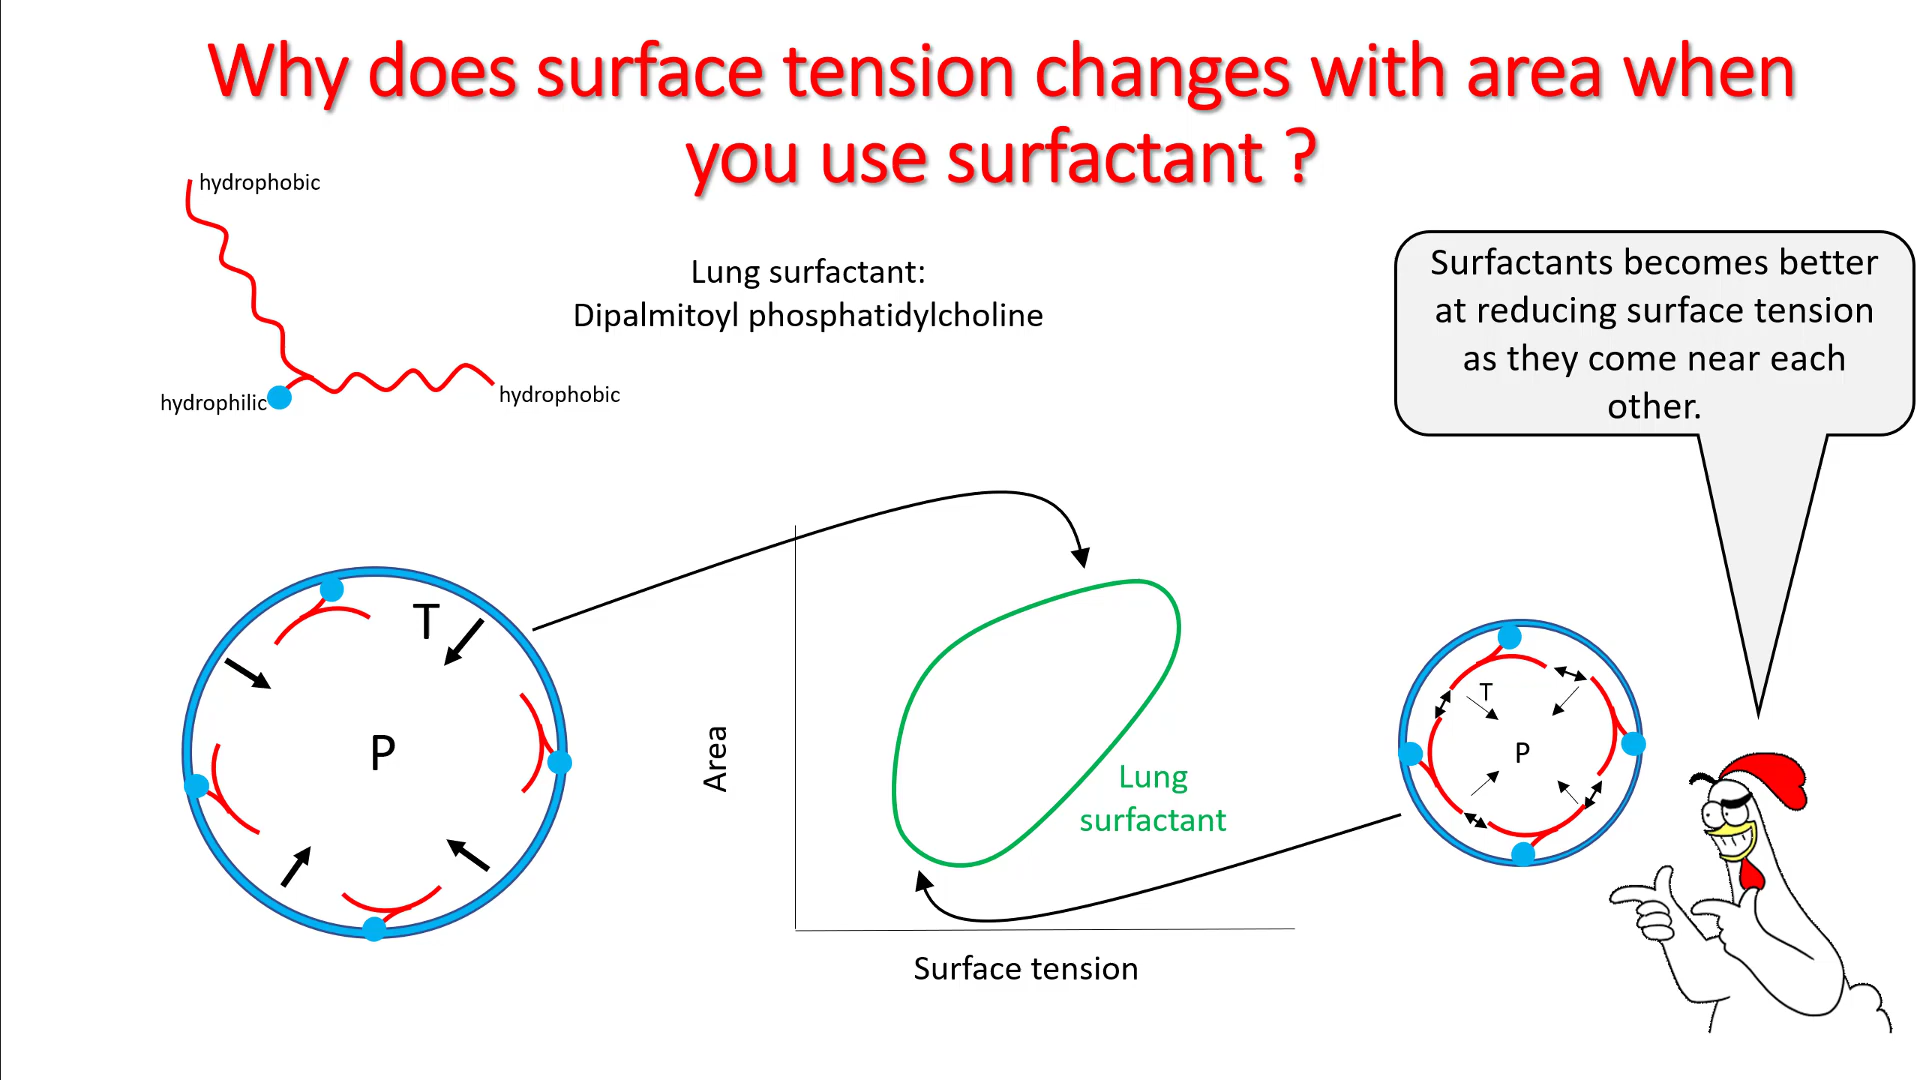 Why does surface tension changes with area when
you use surfactant ?
hydrophobic
Lung surfactant:
Dipalmitoyl phosphatidylcholine
hydrophilic
hydrophobic
Surfactants becomes better
at reducing surface tension
as they come near each
other.
T
P
Area
Lung
surfactant
Surface tension
T
P